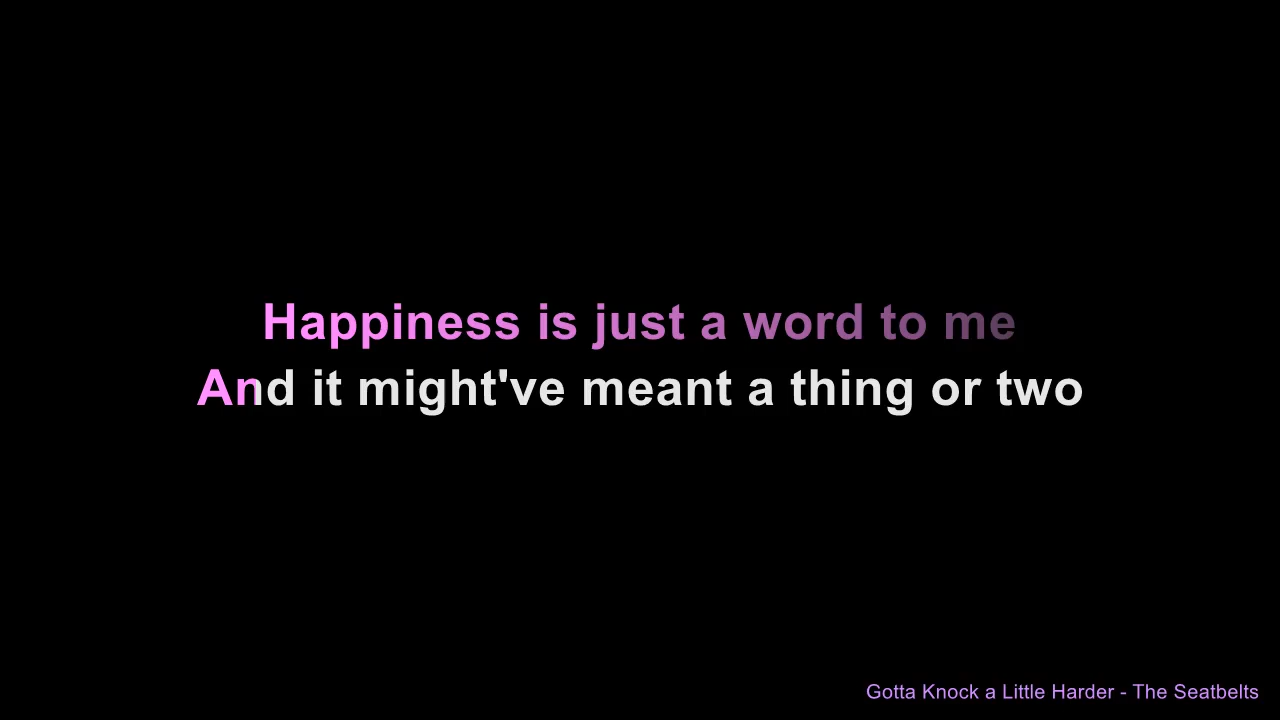 Happiness is just a word to me
And it might've meant a thing or two
Gotta Knock a Little Harder - The Seatbelts